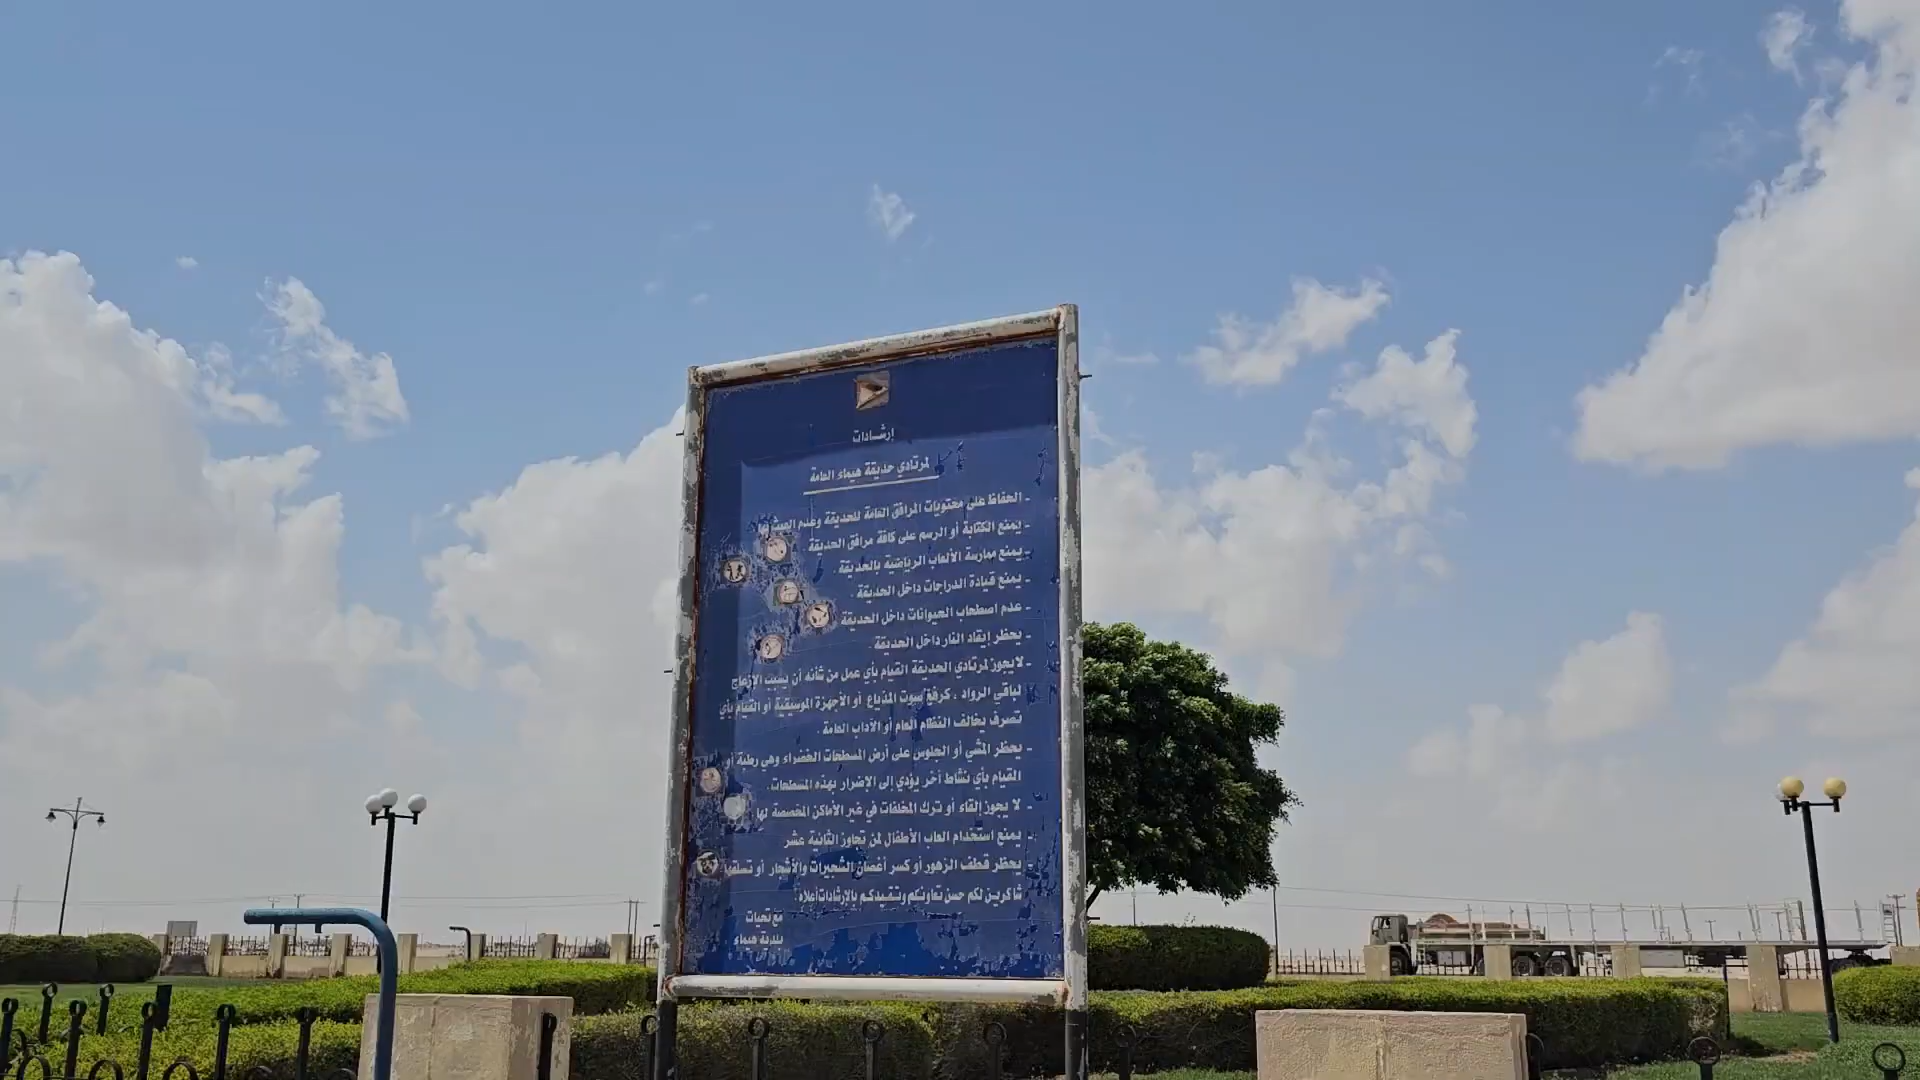 إرشـادات
لمرتادي حديقة هيماء العامة
- الحفاظ على محتويات المرافق العامة للحديقة وعدم العبث بها
- يمنع الكتابة أو الرسم على كافة مرافق الحديقة
- يمنع ممارسة الألعاب الرياضية بالحديقة
- يمنع قيادة الدراجات داخل الحديقة .
- عدم اصطحاب الحيوانات داخل الحديقة
- يحظر إيقاد النار داخل الحديقة .
- لا يجوز لمرتادي الحديقة القيام بأي عمل من شأنه أن يسبب الإزعاج
لباقي الرواد ، كرفع صوت المذياع أو الأجهزة الموسيقية أو القيام بأي
تصرف يخالف النظام العام أو الآداب العامة .
- يحظر المشي أو الجلوس على أرض المسطحات الخضراء وهي رطبة أو
القيام بأي نشاط آخر يؤدي إلى الإضرار بهذه المسطحات .
- لا يجوز إلقاء أو ترك المخلفات في غير الأماكن المخصصة لها
- يمنع استخدام العاب الأطفال لمن تجاوز الثانية عشر
- يحظر قطف الزهور أو كسر أغصان الشجيرات والأشجار أو تسلقها
شاكرين لكم حسن تعاونكم وتقيدكم بالإرشادات أعلاه .
مع تحيات
بلدية هيماء